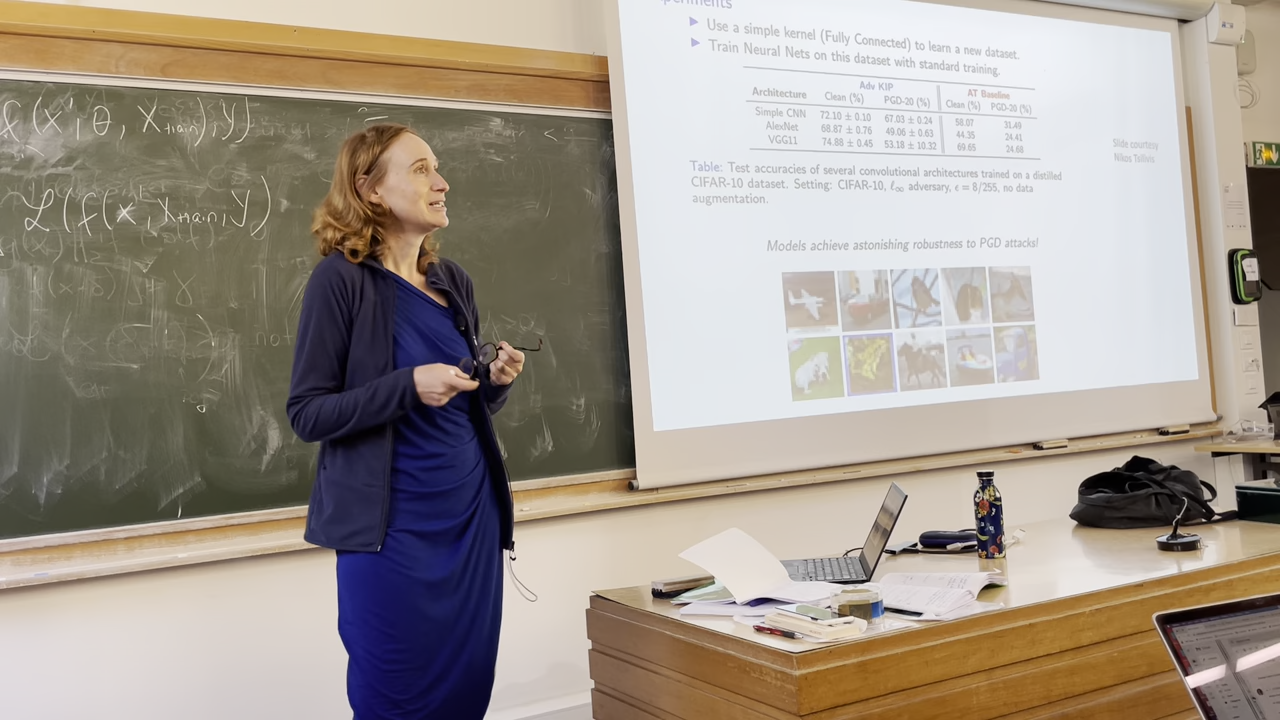 f(x', θ, X_train), y)
L(f(x, X_train, y)
not
periments
▶ Use a simple kernel (Fully Connected) to learn a new dataset.
▶ Train Neural Nets on this dataset with standard training.
Adv KIP AT Baseline
Architecture Clean (%) PGD-20 (%) Clean (%) PGD-20 (%)
Simple CNN 72.10 ± 0.10 67.03 ± 0.24 58.07 31.49
AlexNet 68.87 ± 0.76 49.06 ± 0.63 44.35 24.41
VGG11 74.88 ± 0.45 53.18 ± 10.32 69.65 24.68
Table: Test accuracies of several convolutional architectures trained on a distilled
CIFAR-10 dataset. Setting: CIFAR-10, ℓ∞ adversary, ϵ = 8/255, no data
augmentation.
Models achieve astonishing robustness to PGD attacks!
Slide courtesy
Nikos Tsilivis